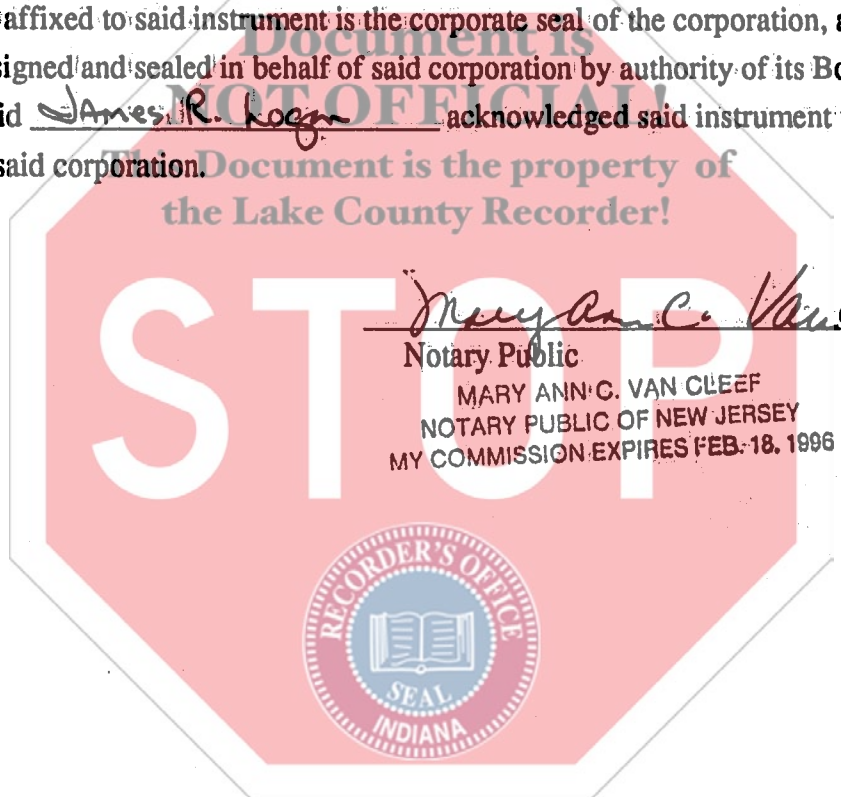 affixed to said instrument is the corporate seal of the corporation,
Document is
signed and sealed in behalf of said corporation by authority of its
NOT OFFICIAL!
James R. Logan acknowledged said instrument
said corporation.
This Document is the property of
the Lake County Recorder!
STOP
Mary Ann C. Van
Notary Public
MARY ANN C. VAN CLEEF
NOTARY PUBLIC OF NEW JERSEY
MY COMMISSION EXPIRES FEB. 18, 1996
RECORDER'S OFFICE
SEAL
INDIANA